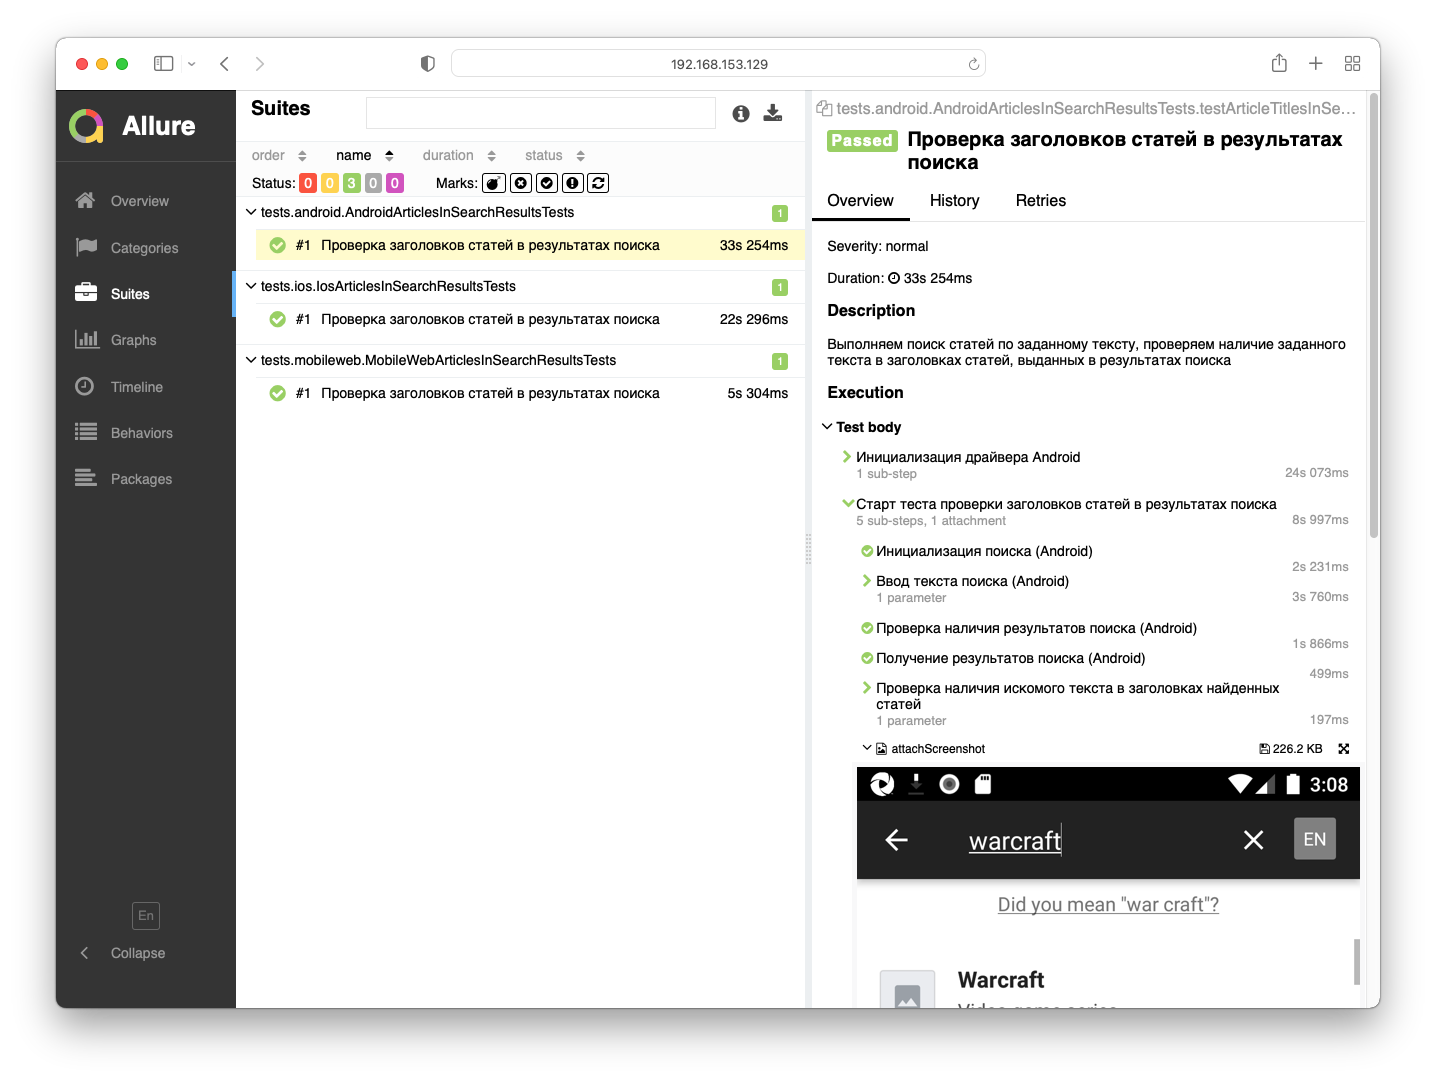 192.168.153.129
Allure
Overview
Categories
Suites
Graphs
Timeline
Behaviors
Packages
En
Collapse
Suites
order name duration status
Status: 0 0 3 0 0 Marks:
tests.android.AndroidArticlesInSearchResultsTests 1
#1 Проверка заголовков статей в результатах поиска 33s 254ms
tests.ios.IosArticlesInSearchResultsTests 1
#1 Проверка заголовков статей в результатах поиска 22s 296ms
tests.mobileweb.MobileWebArticlesInSearchResultsTests 1
#1 Проверка заголовков статей в результатах поиска 5s 304ms
tests.android.AndroidArticlesInSearchResultsTests.testArticleTitlesInSe...
Passed Проверка заголовков статей в результатах
поиска
Overview History Retries
Severity: normal
Duration: 33s 254ms
Description
Выполняем поиск статей по заданному тексту, проверяем наличие заданного
текста в заголовках статей, выданных в результатах поиска
Execution
Test body
Инициализация драйвера Android
1 sub-step 24s 073ms
Старт теста проверки заголовков статей в результатах поиска
5 sub-steps, 1 attachment 8s 997ms
Инициализация поиска (Android)
2s 231ms
Ввод текста поиска (Android)
1 parameter 3s 760ms
Проверка наличия результатов поиска (Android)
1s 866ms
Получение результатов поиска (Android)
499ms
Проверка наличия искомого текста в заголовках найденных
статей
1 parameter 197ms
attachScreenshot 226.2 KB
3:08
warcraft EN
Did you mean "war craft"?
Warcraft
Video game series